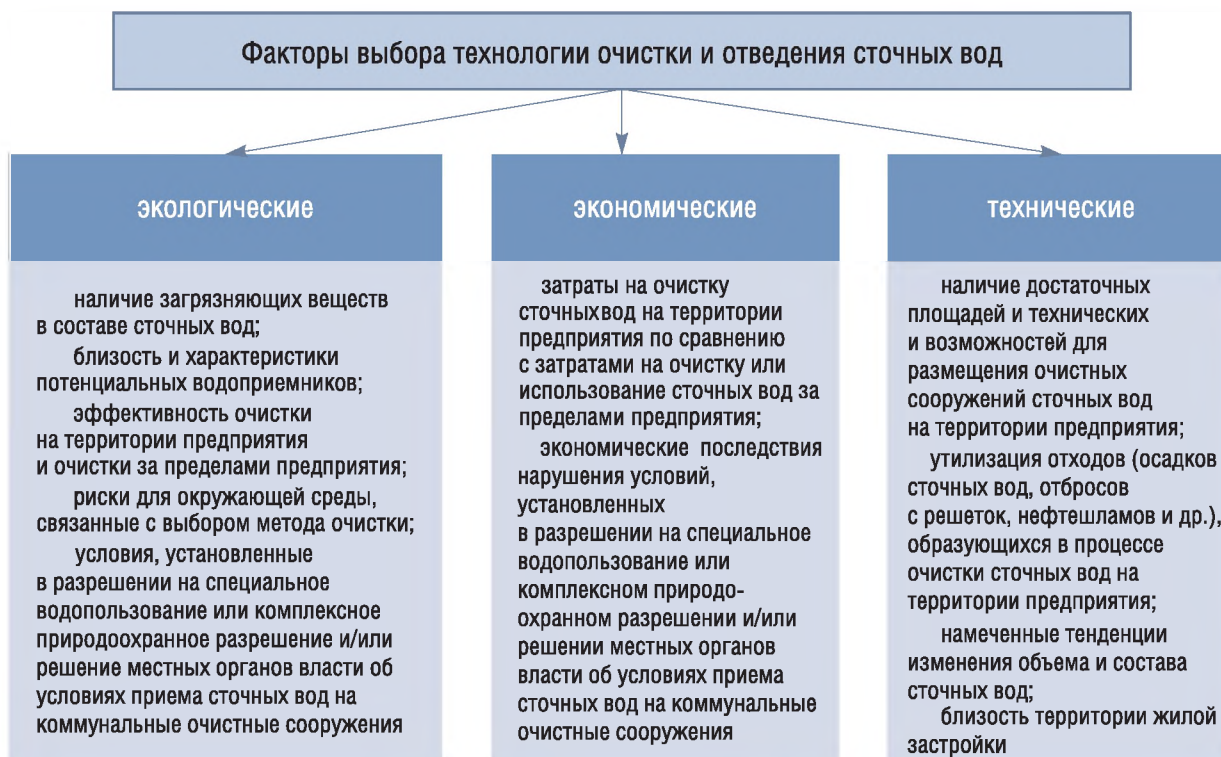 Факторы выбора технологии очистки и отведения сточных вод
экологические
наличие загрязняющих веществ
в составе сточных вод;
близость и характеристики
потенциальных водоприемников;
эффективность очистки
на территории предприятия
и очистки за пределами предприятия;
риски для окружающей среды,
связанные с выбором метода очистки;
условия, установленные
в разрешении на специальное
водопользование или комплексное
природоохранное разрешение и/или
решение местных органов власти об
условиях приема сточных вод на
коммунальные очистные сооружения
экономические
затраты на очистку
сточных вод на территории
предприятия по сравнению
с затратами на очистку или
использование сточных вод за
пределами предприятия;
экономические последствия
нарушения условий,
установленных
в разрешении на специальное
водопользование или
комплексном природо-
охранном разрешении и/или
решении местных органов
власти об условиях приема
сточных вод на коммунальные
очистные сооружения
технические
наличие достаточных
площадей и технических
и возможностей для
размещения очистных
сооружений сточных вод
на территории предприятия;
утилизация отходов (осадков
сточных вод, отбросов
с решеток, нефтешламов и др.),
образующихся в процессе
очистки сточных вод на
территории предприятия;
намеченные тенденции
изменения объема и состава
сточных вод;
близость территории жилой
застройки